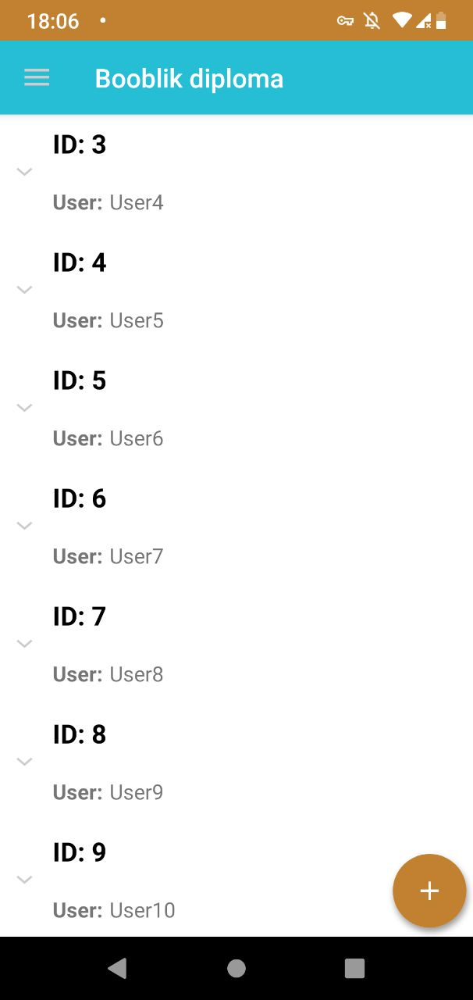 18:06
Booblik diploma
ID: 3
User: User4
ID: 4
User: User5
ID: 5
User: User6
ID: 6
User: User7
ID: 7
User: User8
ID: 8
User: User9
ID: 9
User: User10